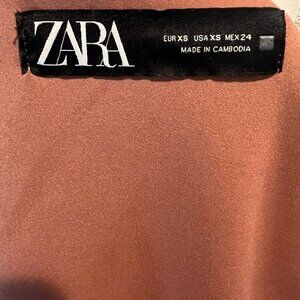 ZARA
EUR XS USA XS MEX 24
MADE IN CAMBODIA